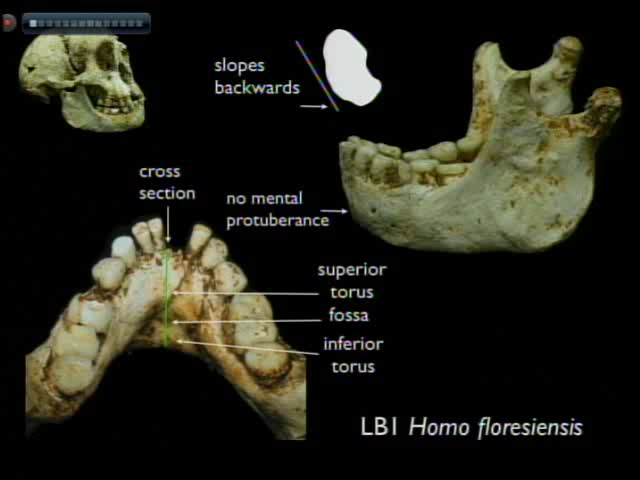 slopes
backwards
cross
section
no mental
protuberance
superior
torus
fossa
inferior
torus
LB1 Homo floresiensis